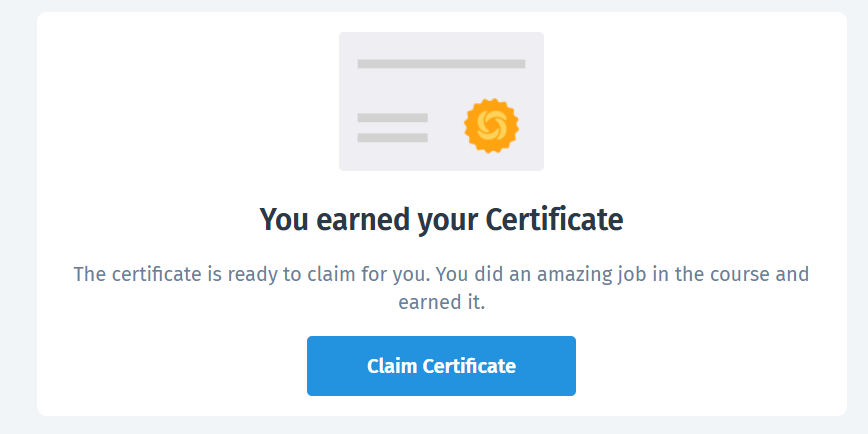 You earned your Certificate
The certificate is ready to claim for you. You did an amazing job in the course and
earned it.
Claim Certificate